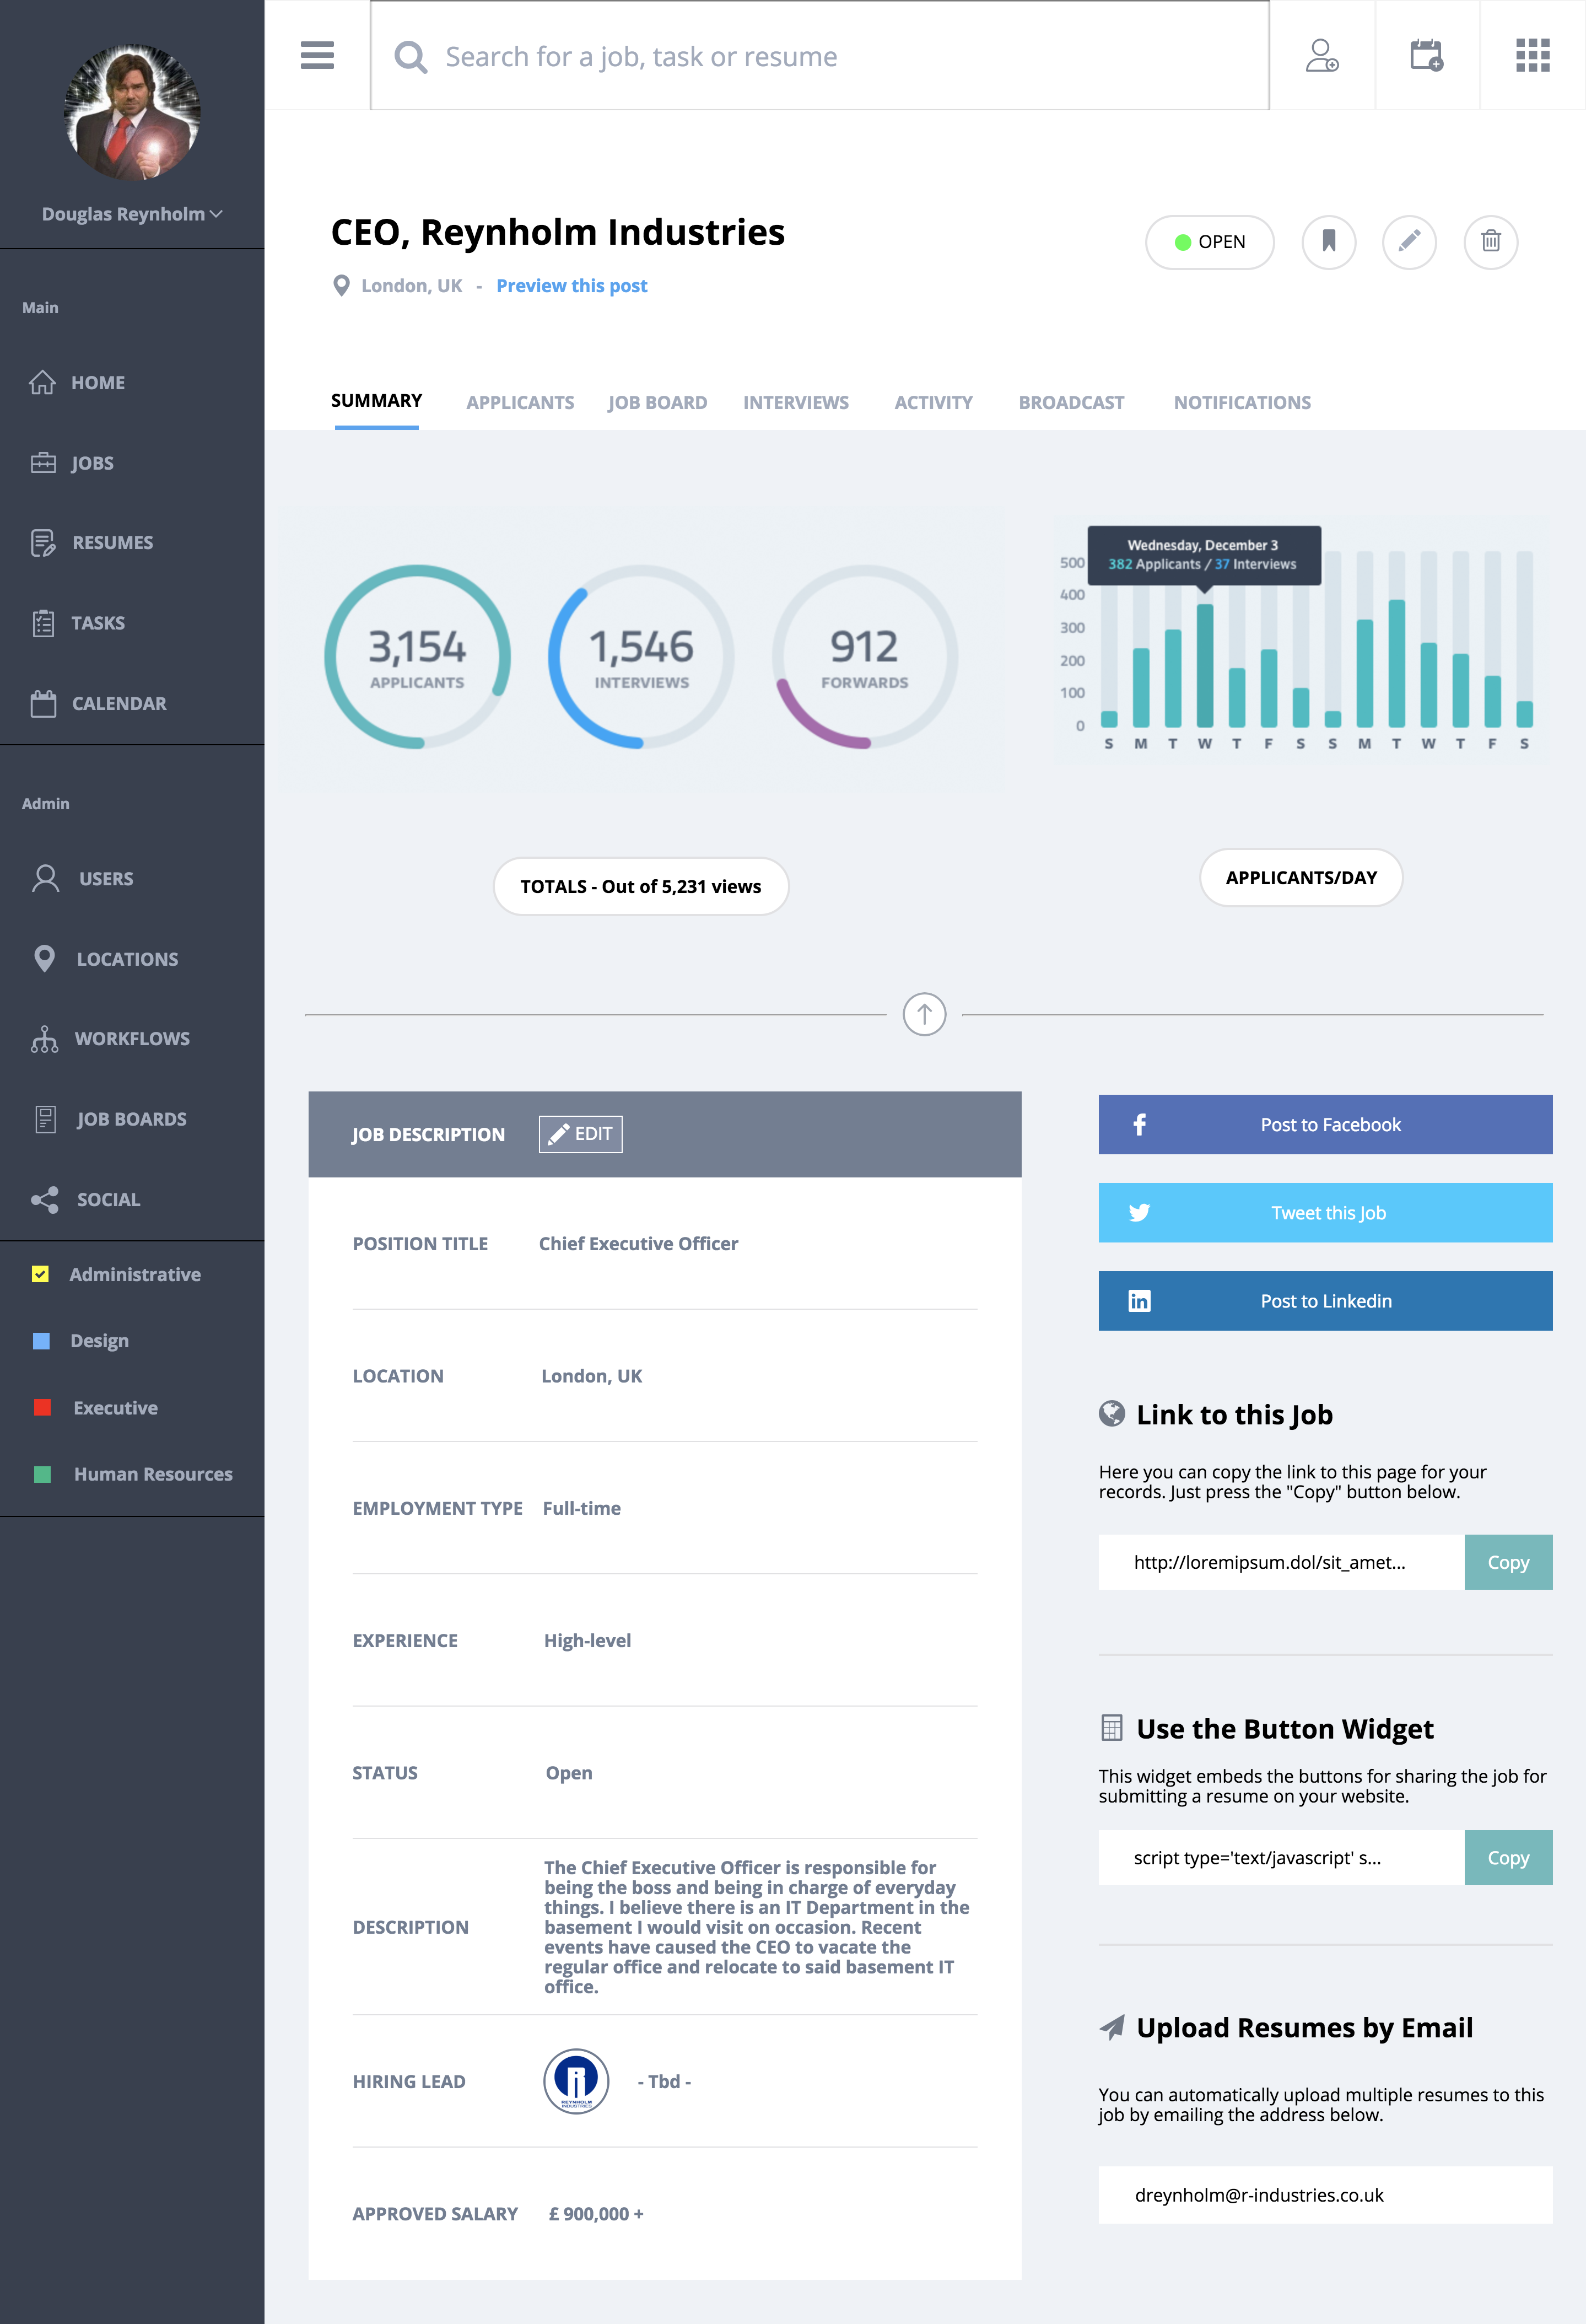 Douglas Reynholm
Main
HOME
JOBS
RESUMES
TASKS
CALENDAR
Admin
USERS
LOCATIONS
WORKFLOWS
JOB BOARDS
SOCIAL
Administrative
Design
Executive
Human Resources
Search for a job, task or resume
CEO, Reynholm Industries
OPEN
London, UK - Preview this post
SUMMARY APPLICANTS JOB BOARD INTERVIEWS ACTIVITY BROADCAST NOTIFICATIONS
3,154
APPLICANTS
1,546
INTERVIEWS
912
FORWARDS
TOTALS - Out of 5,231 views
Wednesday, December 3
382 Applicants / 37 Interviews
500
400
300
200
100
0
S M T W T F S S M T W T F S
APPLICANTS/DAY
JOB DESCRIPTION EDIT
POSITION TITLE Chief Executive Officer
LOCATION London, UK
EMPLOYMENT TYPE Full-time
EXPERIENCE High-level
STATUS Open
DESCRIPTION
The Chief Executive Officer is responsible for
being the boss and being in charge of everyday
things. I believe there is an IT Department in the
basement I would visit on occasion. Recent
events have caused the CEO to vacate the
regular office and relocate to said basement IT
office.
HIRING LEAD
REYNHOLM
INDUSTRIES
- Tbd -
APPROVED SALARY £ 900,000 +
Post to Facebook
Tweet this Job
in Post to Linkedin
Link to this Job
Here you can copy the link to this page for your
records. Just press the "Copy" button below.
http://loremipsum.dol/sit_amet... Copy
Use the Button Widget
This widget embeds the buttons for sharing the job for
submitting a resume on your website.
script type='text/javascript' s... Copy
Upload Resumes by Email
You can automatically upload multiple resumes to this
job by emailing the address below.
dreynholm@r-industries.co.uk